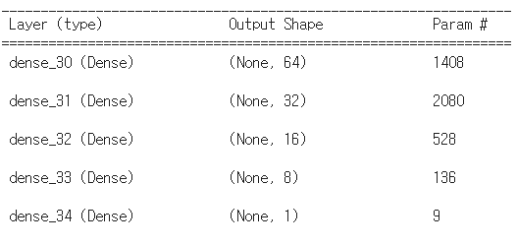 Layer (type) Output Shape Param #
dense_30 (Dense) (None, 64) 1408
dense_31 (Dense) (None, 32) 2080
dense_32 (Dense) (None, 16) 528
dense_33 (Dense) (None, 8) 136
dense_34 (Dense) (None, 1) 9